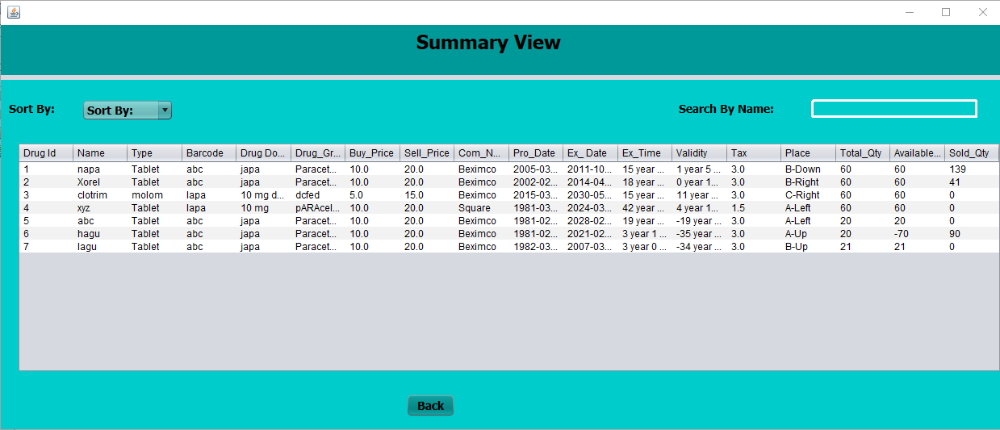 Summary View
Sort By: Sort By: Search By Name:
Drug Id Name Type Barcode Drug Do... Drug_Gr... Buy_Price Sell_Price Com_N... Pro_Date Ex_ Date Ex_Time Validity Tax Place Total_Qty Available... Sold_Qty
1 napa Tablet abc japa Paracet... 10.0 20.0 Beximco 2005-03... 2011-10... 15 year ... 1 year 5 ... 3.0 B-Down 60 60 139
2 Xorel Tablet abc japa Paracet... 10.0 20.0 Beximco 2002-02... 2014-04... 18 year ... 0 year 1... 3.0 B-Right 60 60 41
3 clotrim molom lapa 10 mg d... dcfed 5.0 15.0 Beximco 2015-03... 2030-05... 15 year ... 11 year ... 3.0 C-Right 60 60 0
4 xyz Tablet lapa 10 mg pARAcel... 10.0 20.0 Square 1981-03... 2024-03... 42 year ... 4 year 1... 1.5 A-Left 60 60 0
5 abc Tablet abc japa Paracet... 10.0 20.0 Beximco 1981-02... 2028-02... 19 year ... -19 year ... 3.0 A-Left 20 20 0
6 hagu Tablet abc japa Paracet... 10.0 20.0 Beximco 1981-02... 2021-02... 3 year 1 ... -35 year ... 3.0 A-Up 20 -70 90
7 lagu Tablet abc japa Paracet... 10.0 20.0 Beximco 1982-03... 2007-03... 3 year 0 ... -34 year ... 3.0 B-Up 21 21 0
Back